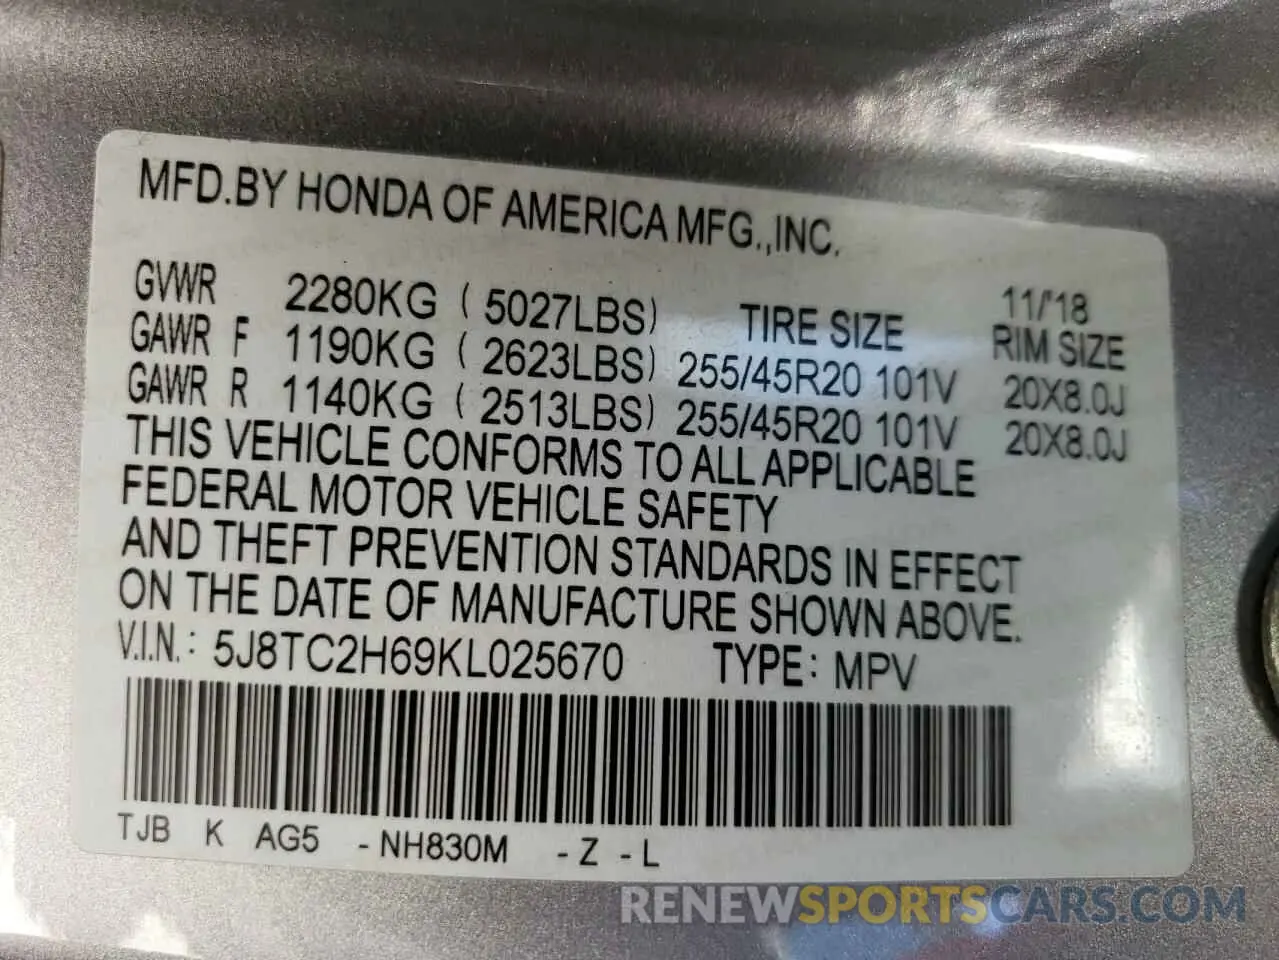 MFD.BY HONDA OF AMERICA MFG.,INC.
GVWR 2280KG ( 5027LBS) TIRE SIZE 11/'18 RIM SIZE
GAWR F 1190KG ( 2623LBS) 255/45R20 101V 20X8.0J
GAWR R 1140KG ( 2513LBS) 255/45R20 101V 20X8.0J
THIS VEHICLE CONFORMS TO ALL APPLICABLE
FEDERAL MOTOR VEHICLE SAFETY
AND THEFT PREVENTION STANDARDS IN EFFECT
ON THE DATE OF MANUFACTURE SHOWN ABOVE.
V.I.N.: 5J8TC2H69KL025670 TYPE: MPV
TJB K AG5 -NH830M -Z -L
RENEWSPORTSCARS.COM